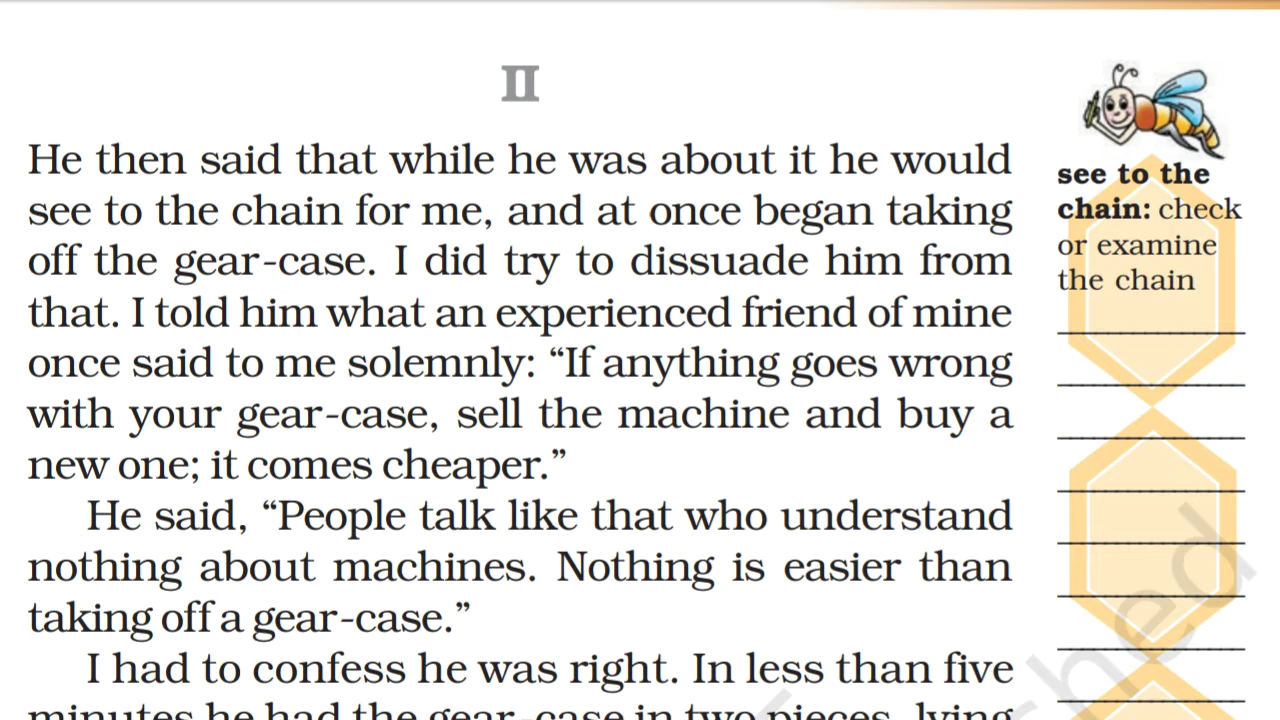 II
He then said that while he was about it he would
see to the chain for me, and at once began taking
off the gear-case. I did try to dissuade him from
that. I told him what an experienced friend of mine
once said to me solemnly: “If anything goes wrong
with your gear-case, sell the machine and buy a
new one; it comes cheaper.”
He said, “People talk like that who understand
nothing about machines. Nothing is easier than
taking off a gear-case.”
I had to confess he was right. In less than five
minutes he had the gear-case in two pieces, lying
see to the
chain: check
or examine
the chain